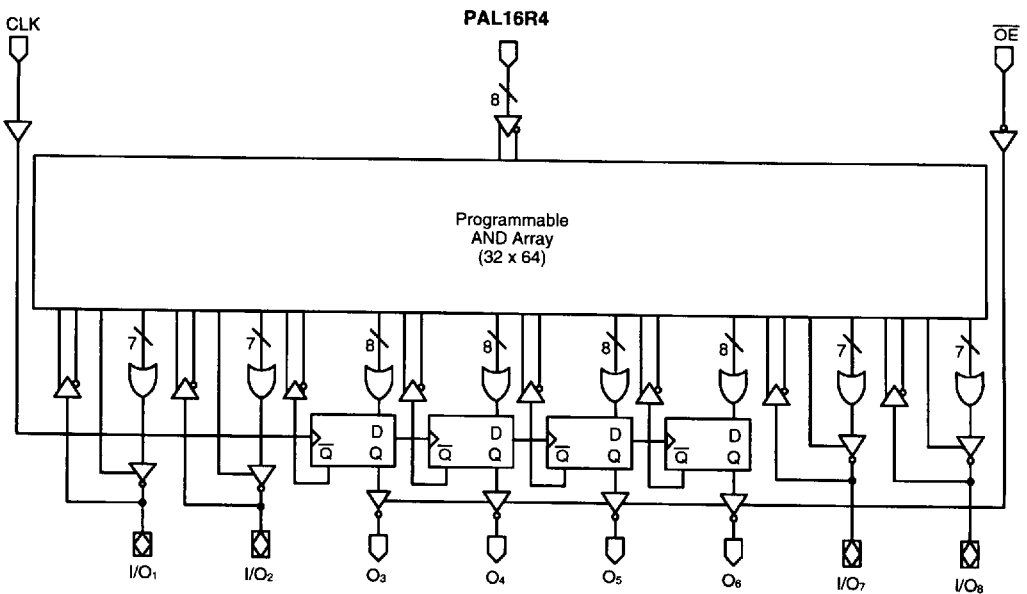 PAL16R4
CLK
OE
8
Programmable
AND Array
(32 x 64)
7
7
8
8
8
8
7
7
D
Q
Q
D
Q
Q
D
Q
Q
D
Q
Q
I/O1
I/O2
O3
O4
O5
O6
I/O7
I/O8